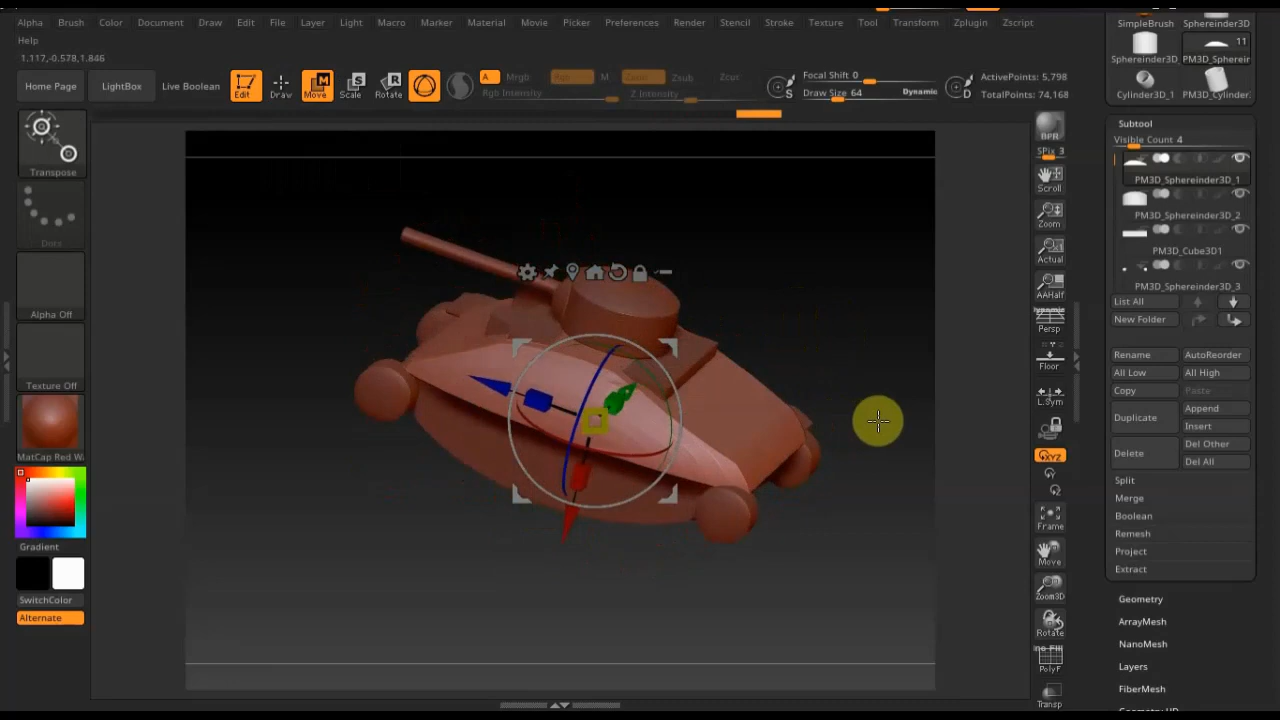 Alpha Brush Color Document Draw Edit File Layer Light Macro Marker Material Movie Picker Preferences Render Stencil Stroke Texture Tool Transform Zplugin Zscript
Help
1.117,-0.578,1.846
Home Page
LightBox
Live Boolean
Edit
Draw
Move
Scale
Rotate
A
Mrgb
Rgb
M
Zadd
Zsub
Zcut
Rgb Intensity
Z Intensity
Focal Shift 0
Draw Size 64
Dynamic
ActivePoints: 5,798
TotalPoints: 74,168
SimpleBrush
Sphereinder3D
Sphereinder3D_
11
PM3D_Spherein
Cylinder3D_1
PM3D_Cylinder.
Transpose
Dots
Alpha Off
Texture Off
MatCap Red Wa
Gradient
SwitchColor
Alternate
BPR
SPix 3
Scroll
Zoom
Actual
AAHalf
Dynamic
Persp
Floor
L.Sym
XYZ
Y
Z
Frame
Move
Zoom3D
Rotate
PolyF
Transp
Subtool
Visible Count 4
PM3D_Sphereinder3D_1
PM3D_Sphereinder3D_2
PM3D_Cube3D1
PM3D_Sphereinder3D_3
List All
New Folder
Rename
AutoReorder
All Low
All High
Copy
Paste
Duplicate
Append
Insert
Delete
Del Other
Del All
Split
Merge
Boolean
Remesh
Project
Extract
Geometry
ArrayMesh
NanoMesh
Layers
FiberMesh